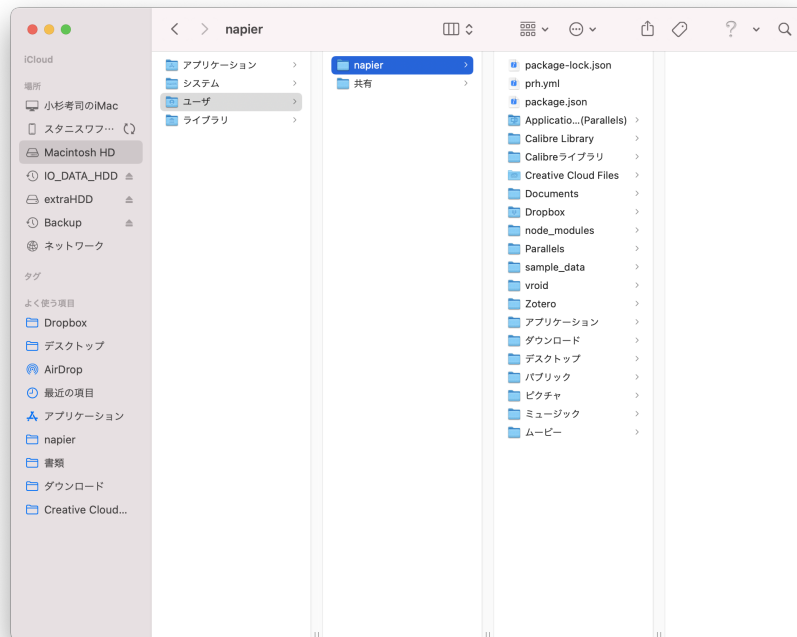 napier
iCloud
場所
小杉考司のiMac
スタニスワフ…
Macintosh HD
IO_DATA_HDD
extraHDD
Backup
ネットワーク
タグ
よく使う項目
Dropbox
デスクトップ
AirDrop
最近の項目
アプリケーション
napier
書類
ダウンロード
Creative Cloud...
アプリケーション
システム
ユーザ
ライブラリ
napier
共有
package-lock.json
prh.yml
package.json
Applicatio...(Parallels)
Calibre Library
Calibreライブラリ
Creative Cloud Files
Documents
Dropbox
node_modules
Parallels
sample_data
vroid
Zotero
アプリケーション
ダウンロード
デスクトップ
パブリック
ピクチャ
ミュージック
ムービー